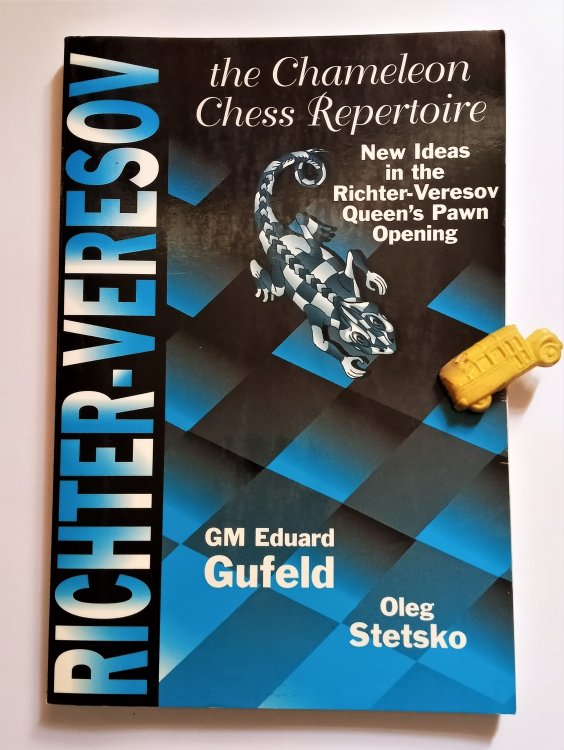 RICHTER-VERESOV
the Chameleon
Chess Repertoire
New Ideas
in the
Richter-Veresov
Queen's Pawn
Opening
GM Eduard
Gufeld
Oleg
Stetsko